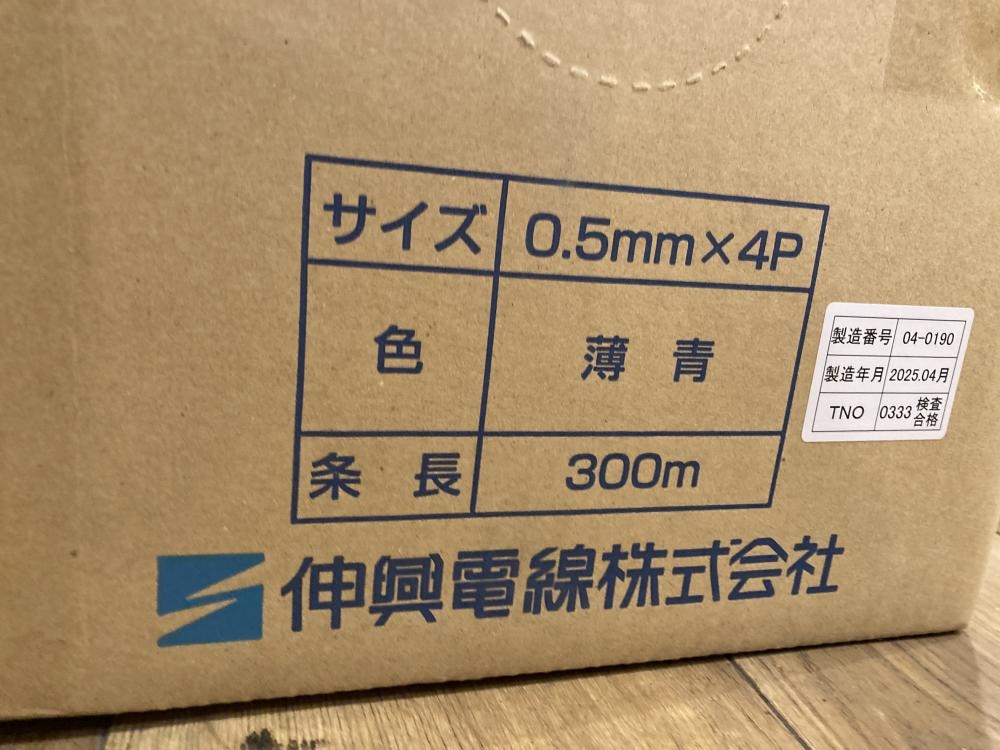 サイズ 0.5mm×4P
色 薄青
条長 300m
伸興電線株式会社
製造番号 04-0190
製造年月 2025.04月
TNO 0333 検査合格